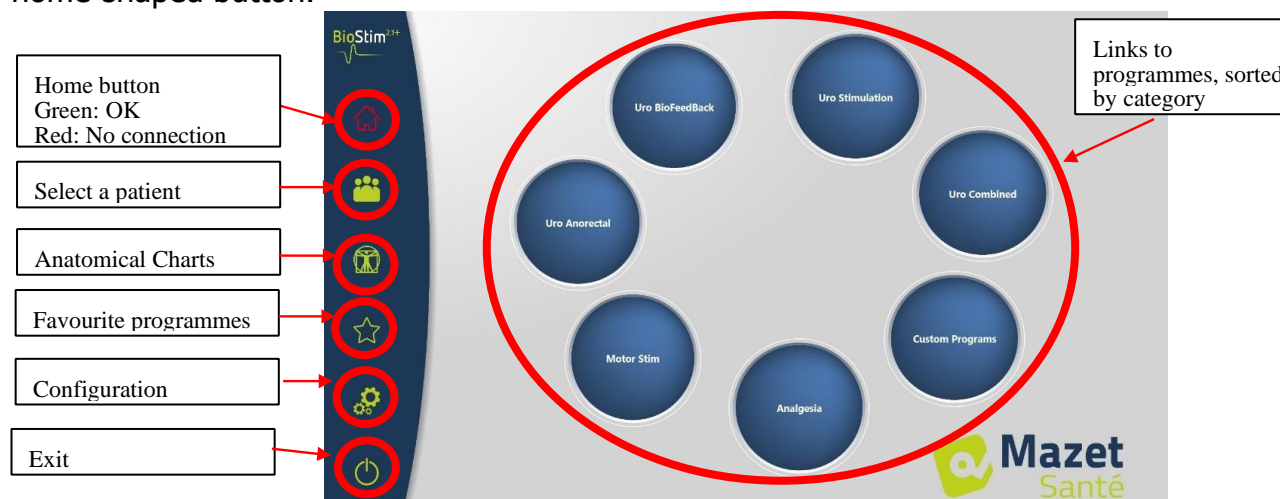 home-shaped button.
BioStim 2.1+
Home button
Green: OK
Red: No connection
Select a patient
Anatomical Charts
Favourite programmes
Configuration
Exit
Uro BioFeedBack
Uro Stimulation
Uro Anorectal
Uro Combined
Motor Stim
Custom Programs
Analgesia
Links to
programmes, sorted
by category
Mazet
Santé